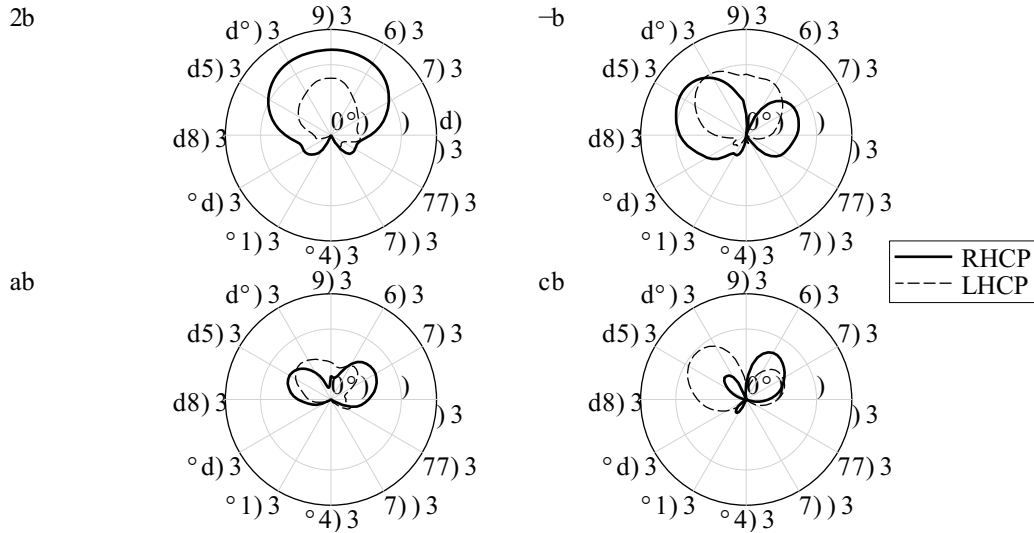 2b
9) 3
d° ) 3
6) 3
d5) 3
7) 3
0° )
)
d)
d8) 3
) 3
° d) 3
77) 3
° 1) 3
7) ) 3
° 4) 3
−b
9) 3
d° ) 3
6) 3
d5) 3
7) 3
0° )
)
d8) 3
) 3
° d) 3
77) 3
° 1) 3
7) ) 3
° 4) 3
RHCP
LHCP
ab
9) 3
d° ) 3
6) 3
d5) 3
7) 3
0° )
)
d8) 3
) 3
° d) 3
77) 3
° 1) 3
7) ) 3
° 4) 3
cb
9) 3
d° ) 3
6) 3
d5) 3
7) 3
0° )
)
d8) 3
) 3
° d) 3
77) 3
° 1) 3
7) ) 3
° 4) 3